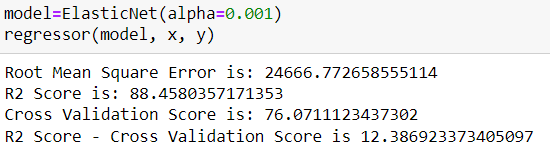 model=ElasticNet(alpha=0.001)
regressor(model, x, y)
Root Mean Square Error is: 24666.772658555114
R2 Score is: 88.4580357171353
Cross Validation Score is: 76.0711123437302
R2 Score - Cross Validation Score is 12.386923373405097